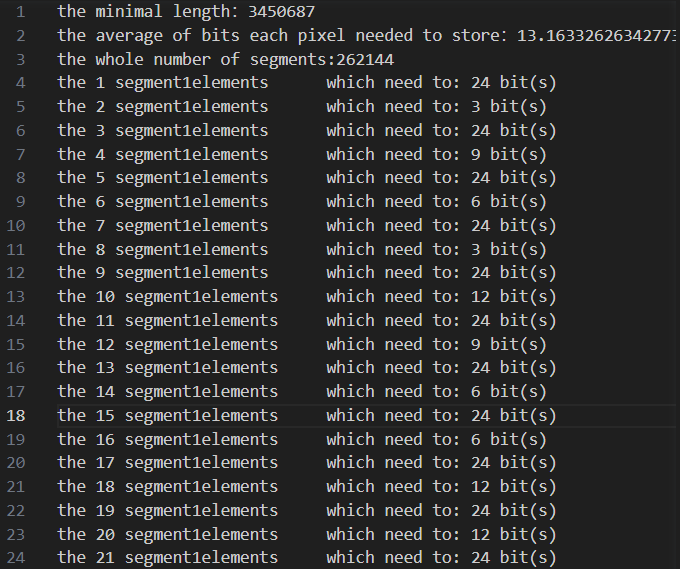 1 the minimal length: 3450687
2 the average of bits each pixel needed to store: 13.1633262634277
3 the whole number of segments:262144
4 the 1 segment1elements which need to: 24 bit(s)
5 the 2 segment1elements which need to: 3 bit(s)
6 the 3 segment1elements which need to: 24 bit(s)
7 the 4 segment1elements which need to: 9 bit(s)
8 the 5 segment1elements which need to: 24 bit(s)
9 the 6 segment1elements which need to: 6 bit(s)
10 the 7 segment1elements which need to: 24 bit(s)
11 the 8 segment1elements which need to: 3 bit(s)
12 the 9 segment1elements which need to: 24 bit(s)
13 the 10 segment1elements which need to: 12 bit(s)
14 the 11 segment1elements which need to: 24 bit(s)
15 the 12 segment1elements which need to: 9 bit(s)
16 the 13 segment1elements which need to: 24 bit(s)
17 the 14 segment1elements which need to: 6 bit(s)
18 the 15 segment1elements which need to: 24 bit(s)
19 the 16 segment1elements which need to: 6 bit(s)
20 the 17 segment1elements which need to: 24 bit(s)
21 the 18 segment1elements which need to: 12 bit(s)
22 the 19 segment1elements which need to: 24 bit(s)
23 the 20 segment1elements which need to: 12 bit(s)
24 the 21 segment1elements which need to: 24 bit(s)